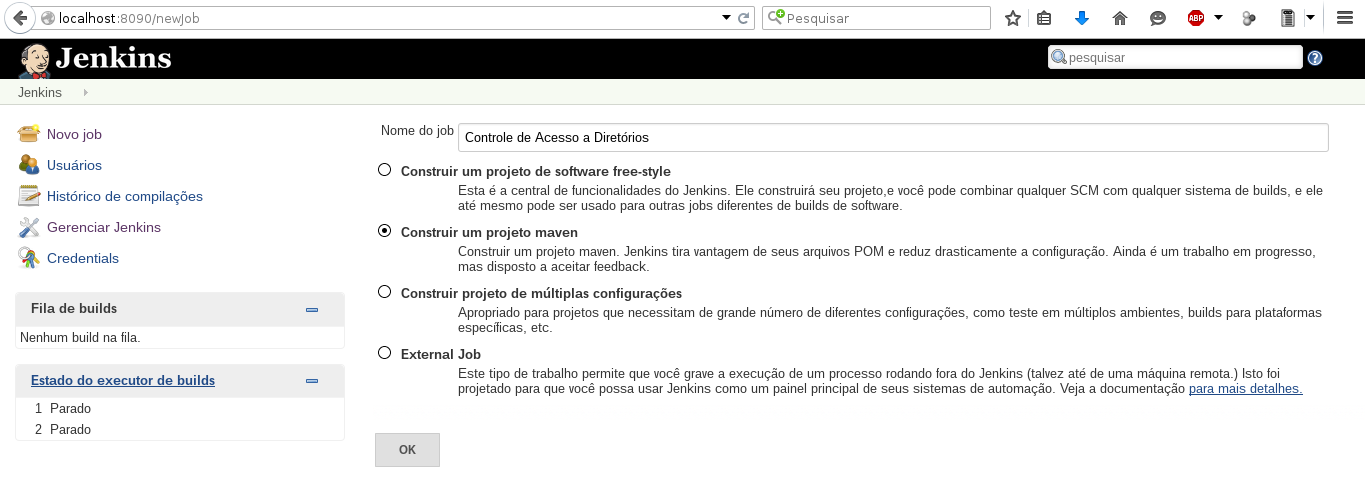 localhost:8090/newJob
Pesquisar
ABP
Jenkins
pesquisar
?
Jenkins
Novo job
Usuários
Histórico de compilações
Gerenciar Jenkins
Credentials
Fila de builds
Nenhum build na fila.
Estado do executor de builds
1 Parado
2 Parado
Nome do job
Controle de Acesso a Diretórios
Construir um projeto de software free-style
Esta é a central de funcionalidades do Jenkins. Ele construirá seu projeto,e você pode combinar qualquer SCM com qualquer sistema de builds, e ele
até mesmo pode ser usado para outras jobs diferentes de builds de software.
Construir um projeto maven
Construir um projeto maven. Jenkins tira vantagem de seus arquivos POM e reduz drasticamente a configuração. Ainda é um trabalho em progresso,
mas disposto a aceitar feedback.
Construir projeto de múltiplas configurações
Apropriado para projetos que necessitam de grande número de diferentes configurações, como teste em múltiplos ambientes, builds para plataformas
específicas, etc.
External Job
Este tipo de trabalho permite que você grave a execução de um processo rodando fora do Jenkins (talvez até de uma máquina remota.) Isto foi
projetado para que você possa usar Jenkins como um painel principal de seus sistemas de automação. Veja a documentação para mais detalhes.
OK